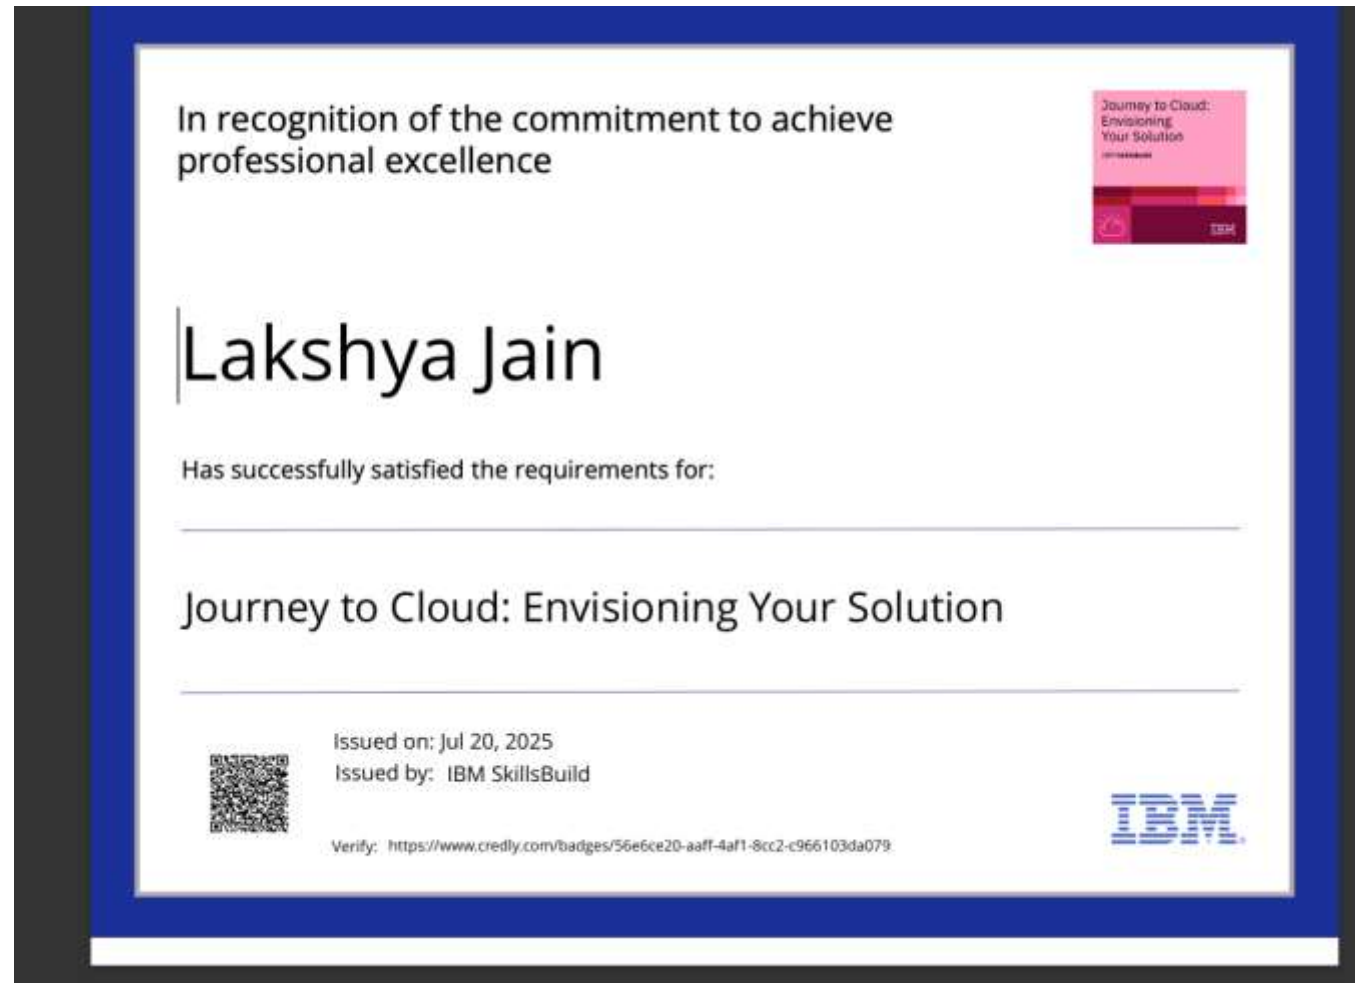 In recognition of the commitment to achieve
professional excellence
Journey to Cloud:
Envisioning
Your Solution
IBM
Lakshya Jain
Has successfully satisfied the requirements for:
Journey to Cloud: Envisioning Your Solution
Issued on: Jul 20, 2025
Issued by: IBM SkillsBuild
Verify: https://www.credly.com/badges/56e6ce20-aaff-4af1-8cc2-c966103da079
IBM